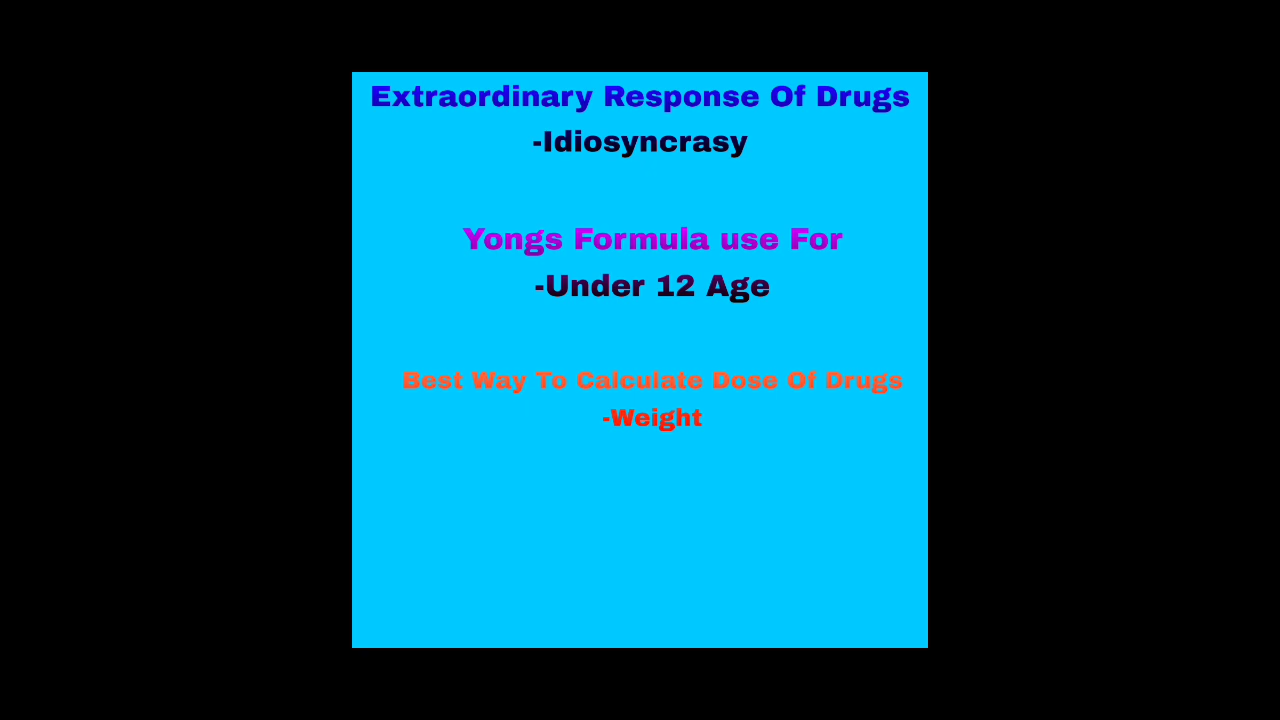 Extraordinary Response Of Drugs
-Idiosyncrasy
Yongs Formula use For
-Under 12 Age
Best Way To Calculate Dose Of Drugs
-Weight